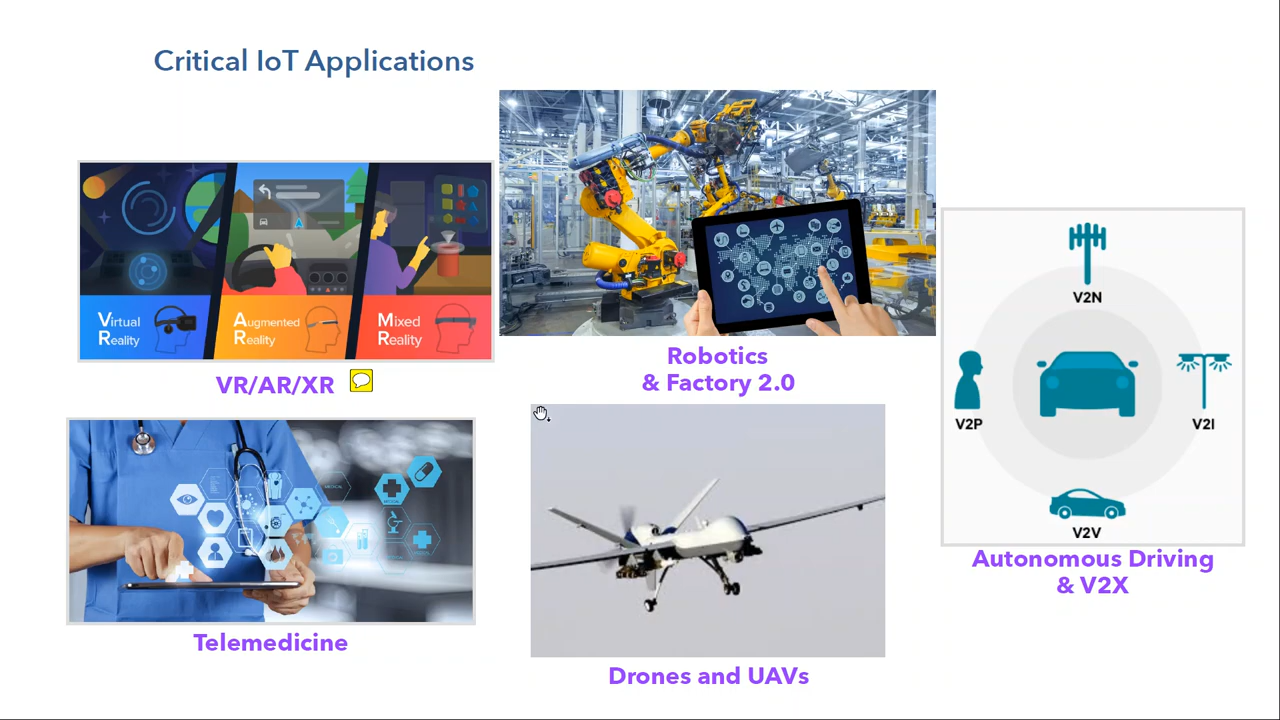 Critical IoT Applications
Virtual
Reality
Augmented
Reality
Mixed
Reality
VR/AR/XR
Robotics
& Factory 2.0
V2N
V2P
V2I
V2V
Autonomous Driving
& V2X
Telemedicine
Drones and UAVs